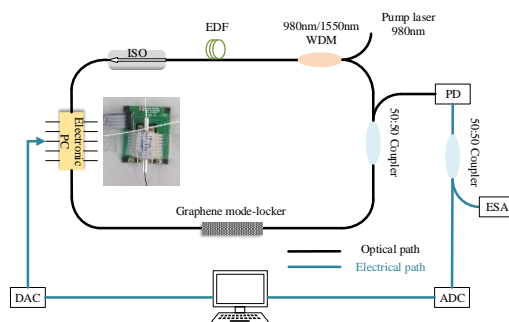 EDF
980nm/1550nm
WDM
Pump laser
980nm
ISO
PD
Electronic
PC
50:50 Coupler
50:50 Coupler
ESA
Graphene mode-locker
Optical path
Electrical path
DAC
ADC